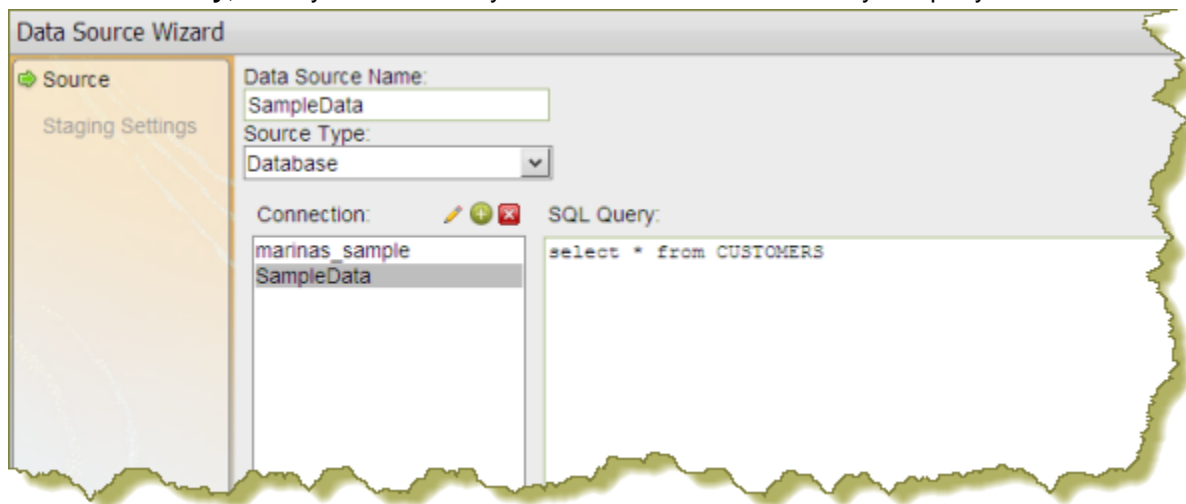 Data Source Wizard
Source
Staging Settings
Data Source Name:
SampleData
Source Type:
Database
Connection:
marinas_sample
SampleData
SQL Query:
select * from CUSTOMERS